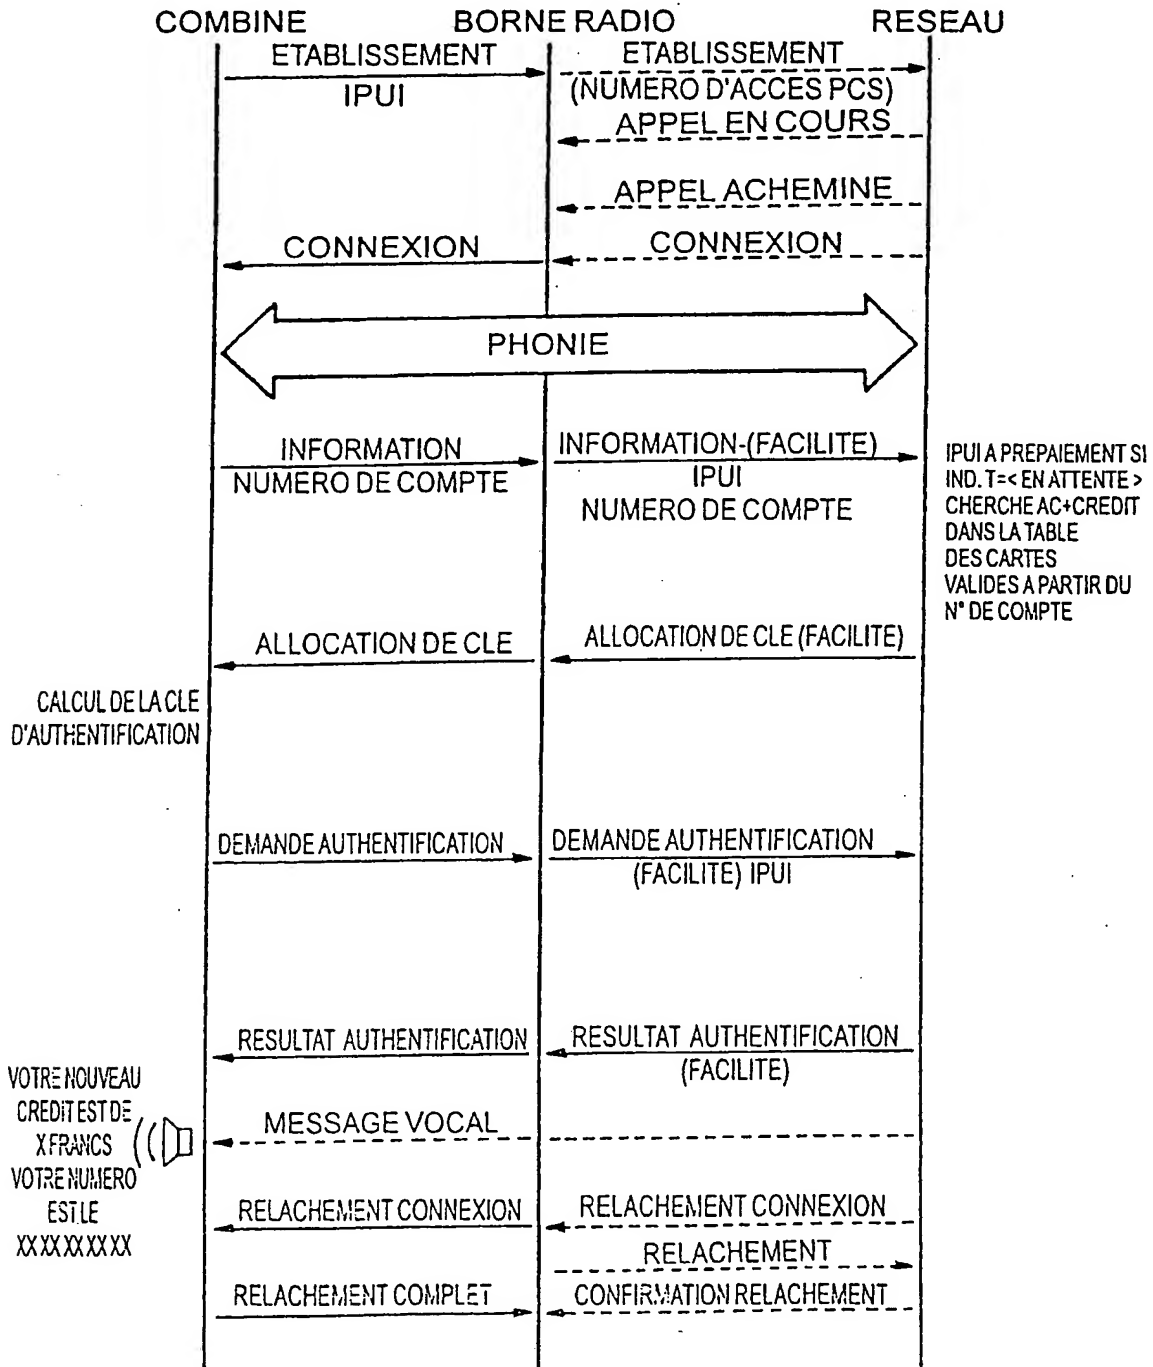 COMBINE BORNE RADIO RESEAU
ETABLISSEMENT ETABLISSEMENT
IPUI (NUMERO D'ACCES PCS)
APPEL EN COURS
APPEL ACHEMINE
CONNEXION CONNEXION
PHONIE
INFORMATION INFORMATION-(FACILITE)
NUMERO DE COMPTE IPUI
NUMERO DE COMPTE
IPUI A PREPAIEMENT SI
IND. T=< EN ATTENTE >
CHERCHE AC+CREDIT
DANS LA TABLE
DES CARTES
VALIDES A PARTIR DU
N° DE COMPTE
ALLOCATION DE CLE ALLOCATION DE CLE (FACILITE)
CALCUL DE LA CLE
D'AUTHENTIFICATION
DEMANDE AUTHENTIFICATION DEMANDE AUTHENTIFICATION
(FACILITE) IPUI
RESULTAT AUTHENTIFICATION RESULTAT AUTHENTIFICATION
(FACILITE)
VOTRE NOUVEAU
CREDIT EST DE
X FRANCS
VOTRE NUMERO
EST LE
XX XX XX XX XX
MESSAGE VOCAL
RELACHEMENT CONNEXION RELACHEMENT CONNEXION
RELACHEMENT
RELACHEMENT COMPLET CONFIRMATION RELACHEMENT